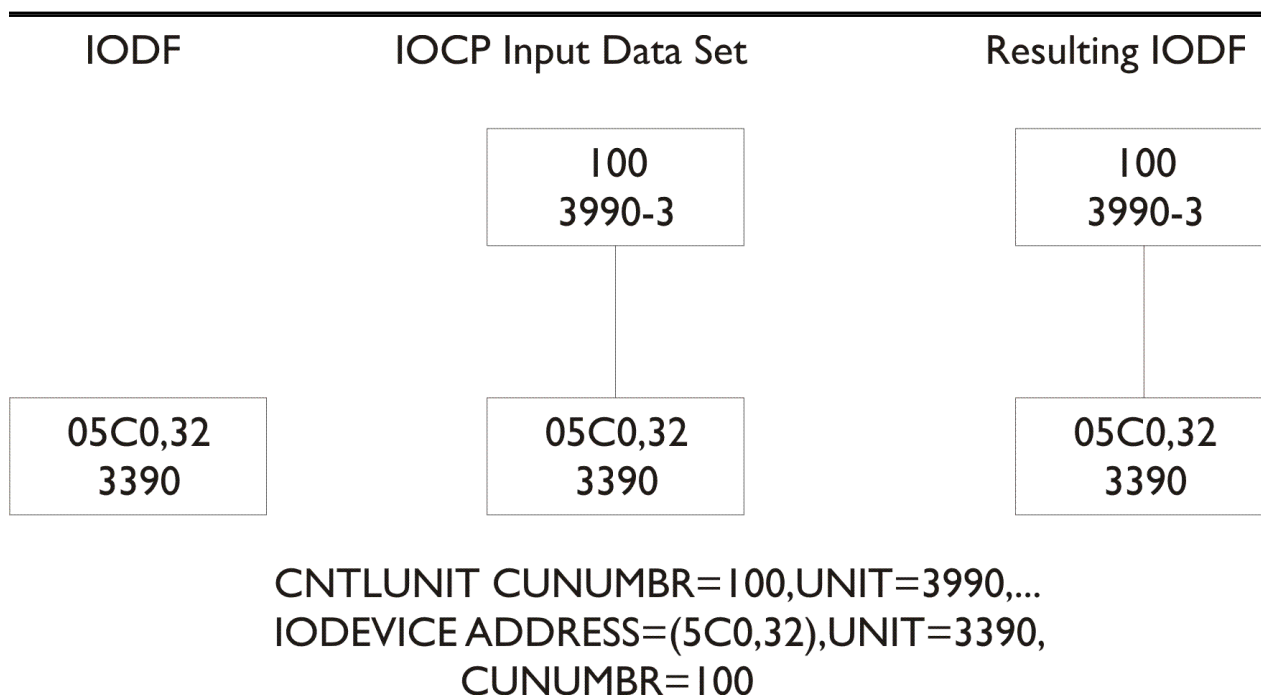 IODF IOCP Input Data Set Resulting IODF
100 100
3990-3 3990-3
05C0,32 05C0,32 05C0,32
3390 3390 3390
CNTLUNIT CUNUMBR=100,UNIT=3990,...
IODEVICE ADDRESS=(5C0,32),UNIT=3390,
CUNUMBR=100